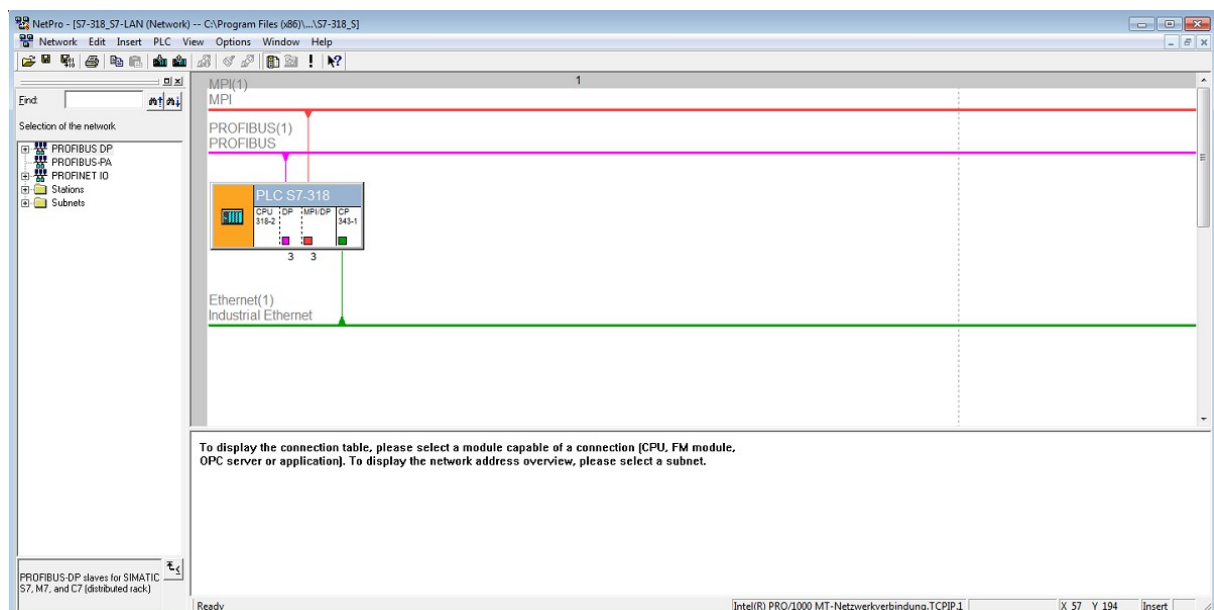 NetPro - [S7-318_S7-LAN (Network) -- C:\Program Files (x86)\...\S7-318_S]
Network Edit Insert PLC View Options Window Help
Find:
Selection of the network
PROFIBUS DP
PROFIBUS-PA
PROFINET IO
Stations
Subnets
PROFIBUS-DP slaves for SIMATIC
S7, M7, and C7 (distributed rack)
1
MPI(1)
MPI
PROFIBUS(1)
PROFIBUS
PLC S7-318
CPU DP MPI/DP CP
318-2 343-1
3 3
Ethernet(1)
Industrial Ethernet
To display the connection table, please select a module capable of a connection (CPU, FM module,
OPC server or application). To display the network address overview, please select a subnet.
Ready Intel(R) PRO/1000 MT-Netzwerkverbindung.TCPIP.1 X 57 Y 194 Insert